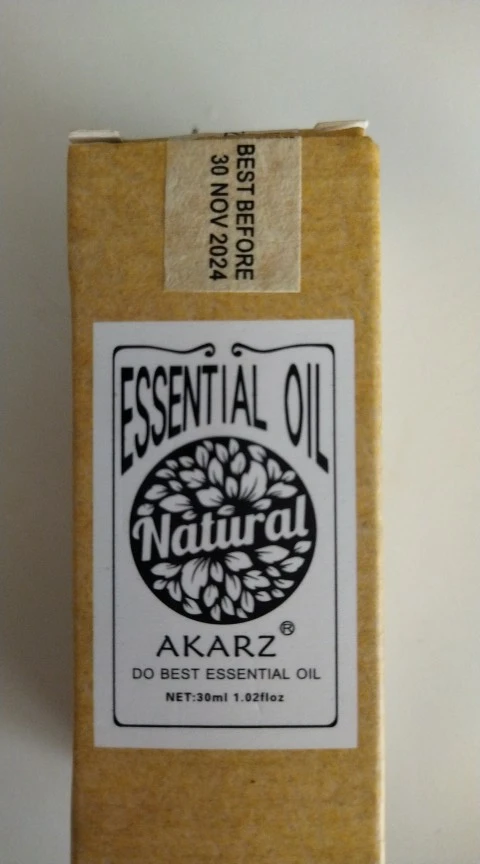 BEST BEFORE
30 NOV 2024
ESSENTIAL OIL
Natural
AKARZ®
DO BEST ESSENTIAL OIL
NET:30ml 1.02floz